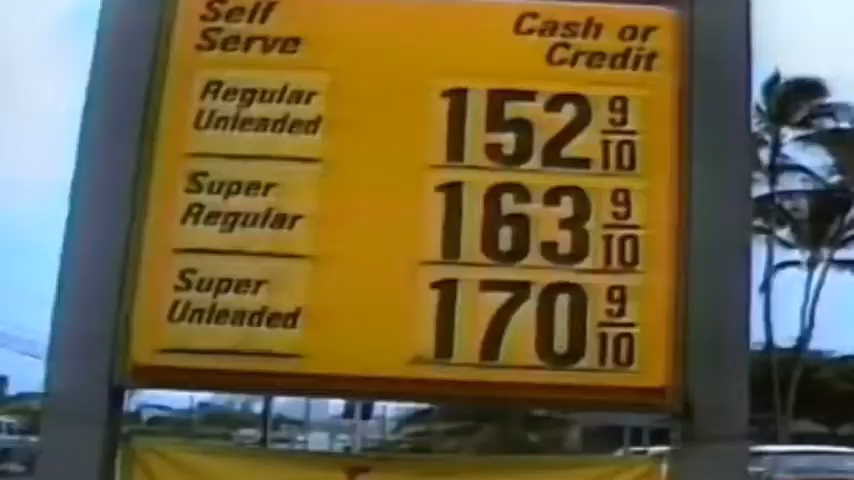 Self
Serve
Cash or
Credit
Regular
Unleaded
152 9/10
Super
Regular
163 9/10
Super
Unleaded
170 9/10